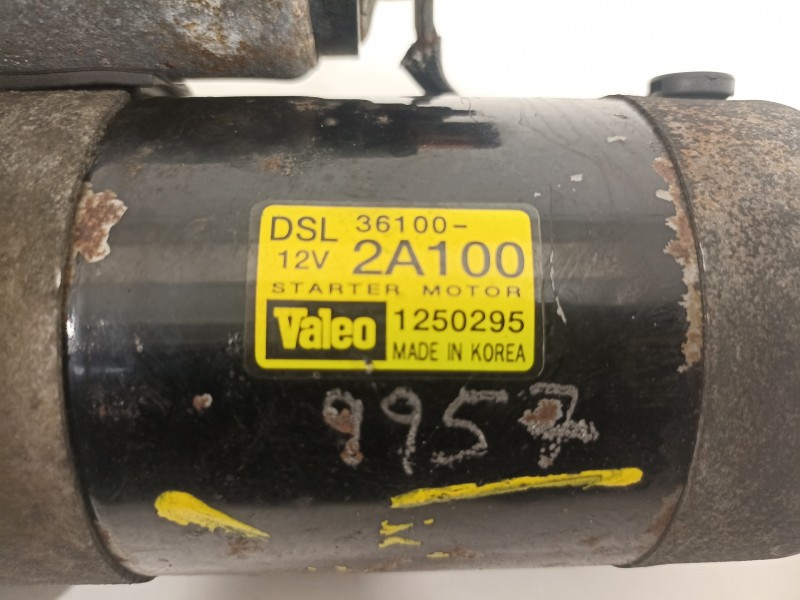 DSL 36100-
12V 2A100
STARTER MOTOR
Valeo 1250295
MADE IN KOREA
9957